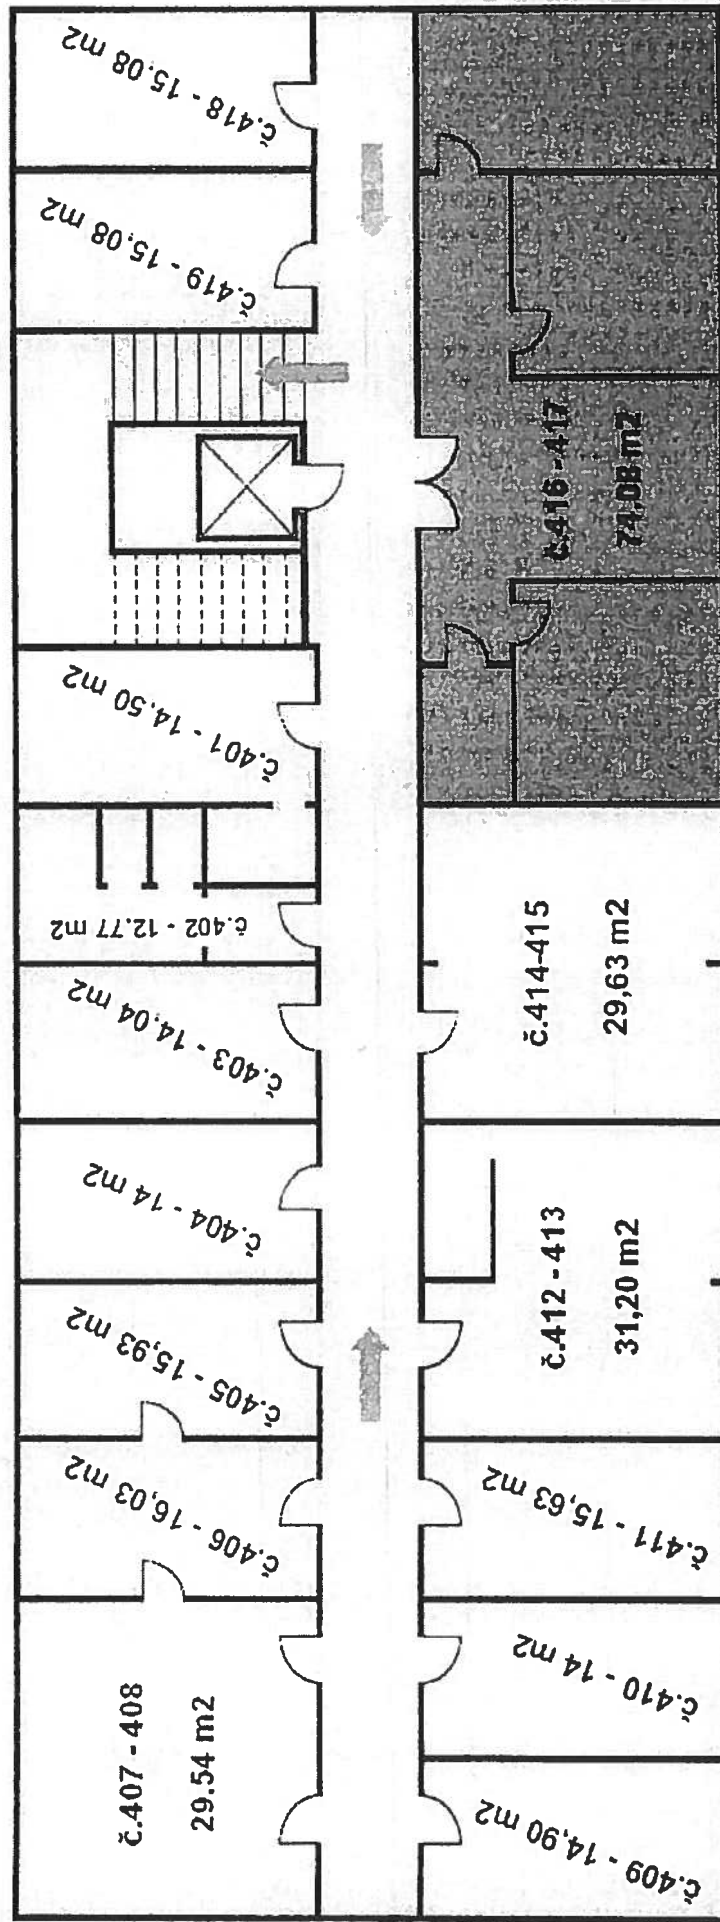 č.418 - 15.08 m2
č.419 - 15.08 m2
č.416 - 417
74,08 m2
č.401 - 14,50 m2
č.402 - 12.77 m2
č.403 - 14,04 m2
č.414-415
29,63 m2
č.404 - 14 m2
č.412 - 413
31,20 m2
č.405 - 15,93 m2
č.406 - 16,03 m2
č.411 - 15,63 m2
č.407 - 408
29.54 m2
č.410 - 14 m2
č.409 - 14,90 m2